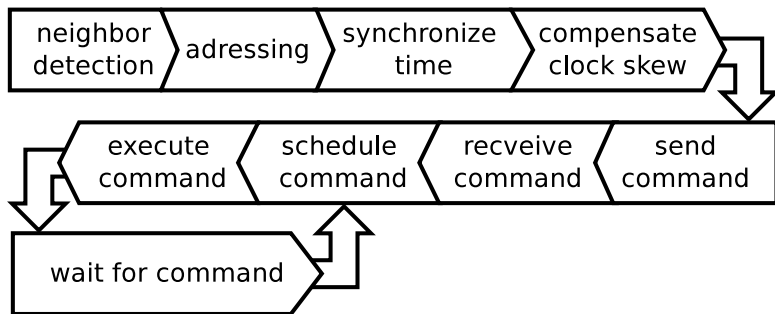 neighbor
detection
adressing
synchronize
time
compensate
clock skew
send
command
recveive
command
schedule
command
execute
command
wait for command